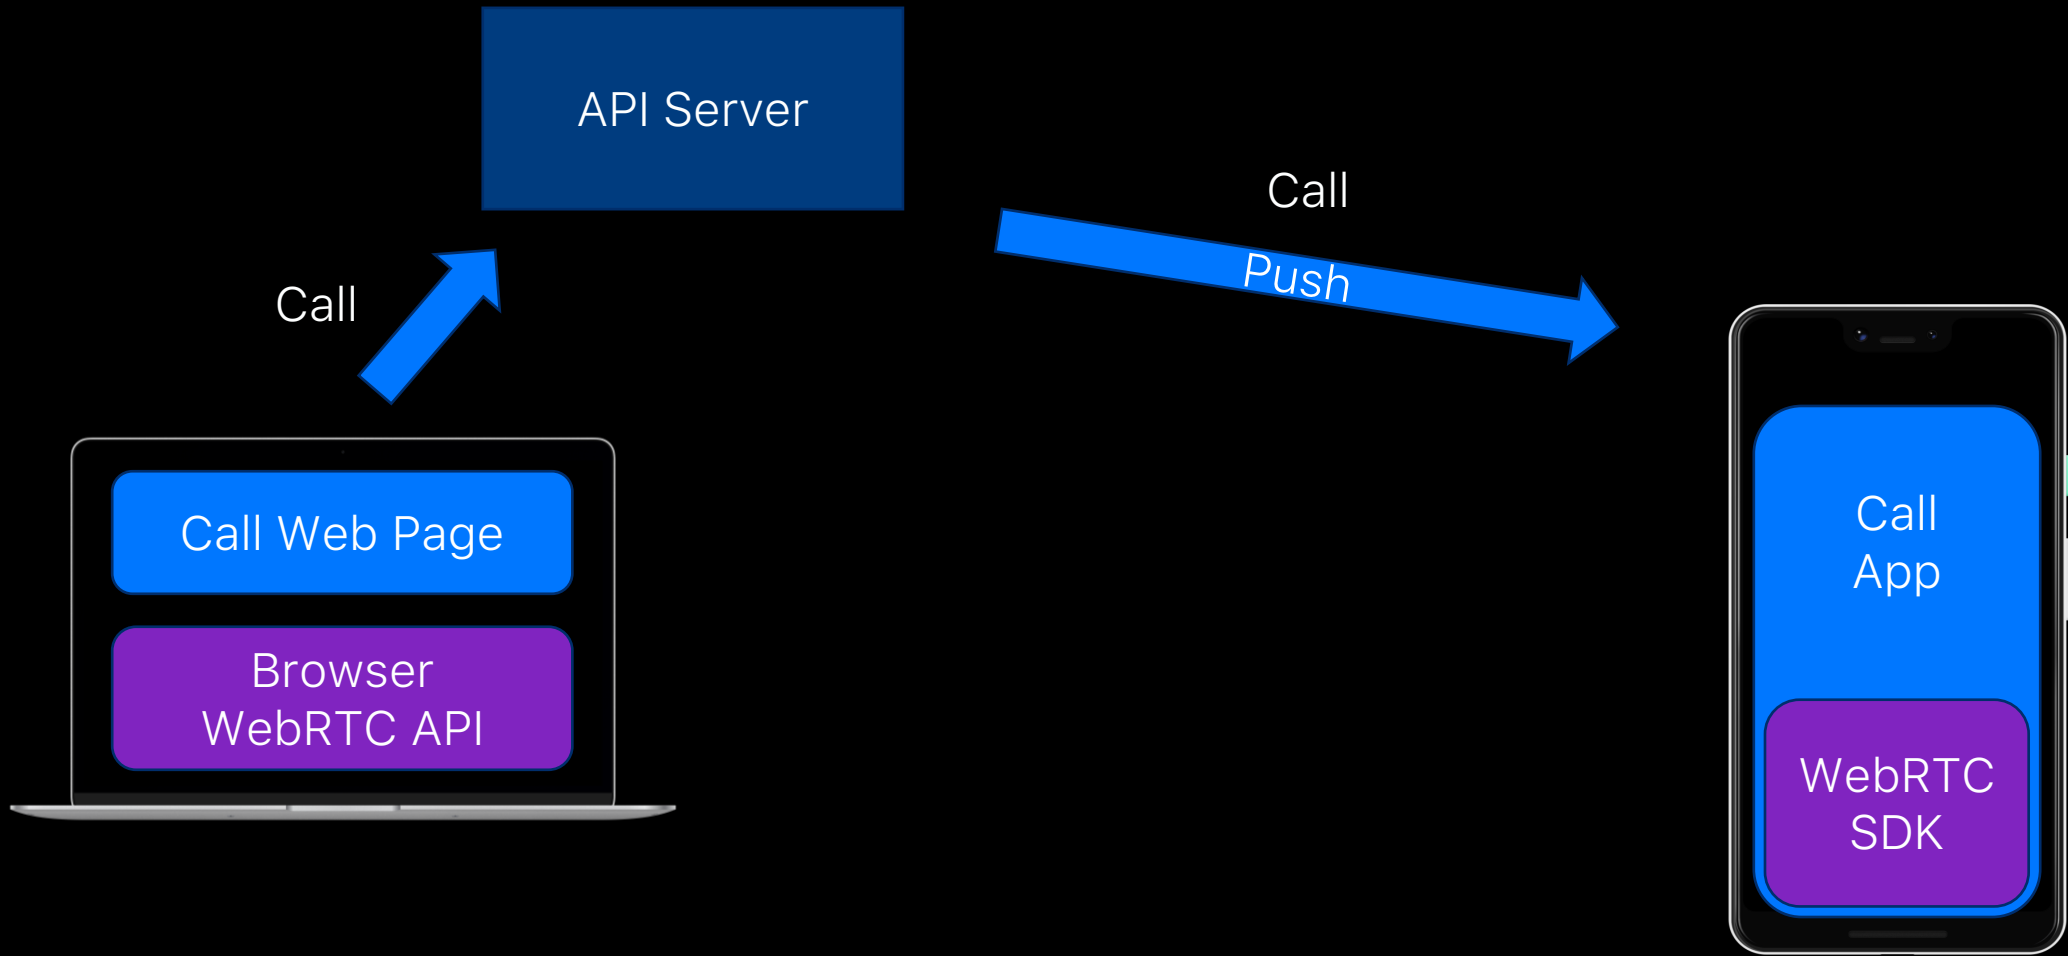 API Server
Call
Push
Call
Call Web Page
Browser
WebRTC API
Call
App
WebRTC
SDK